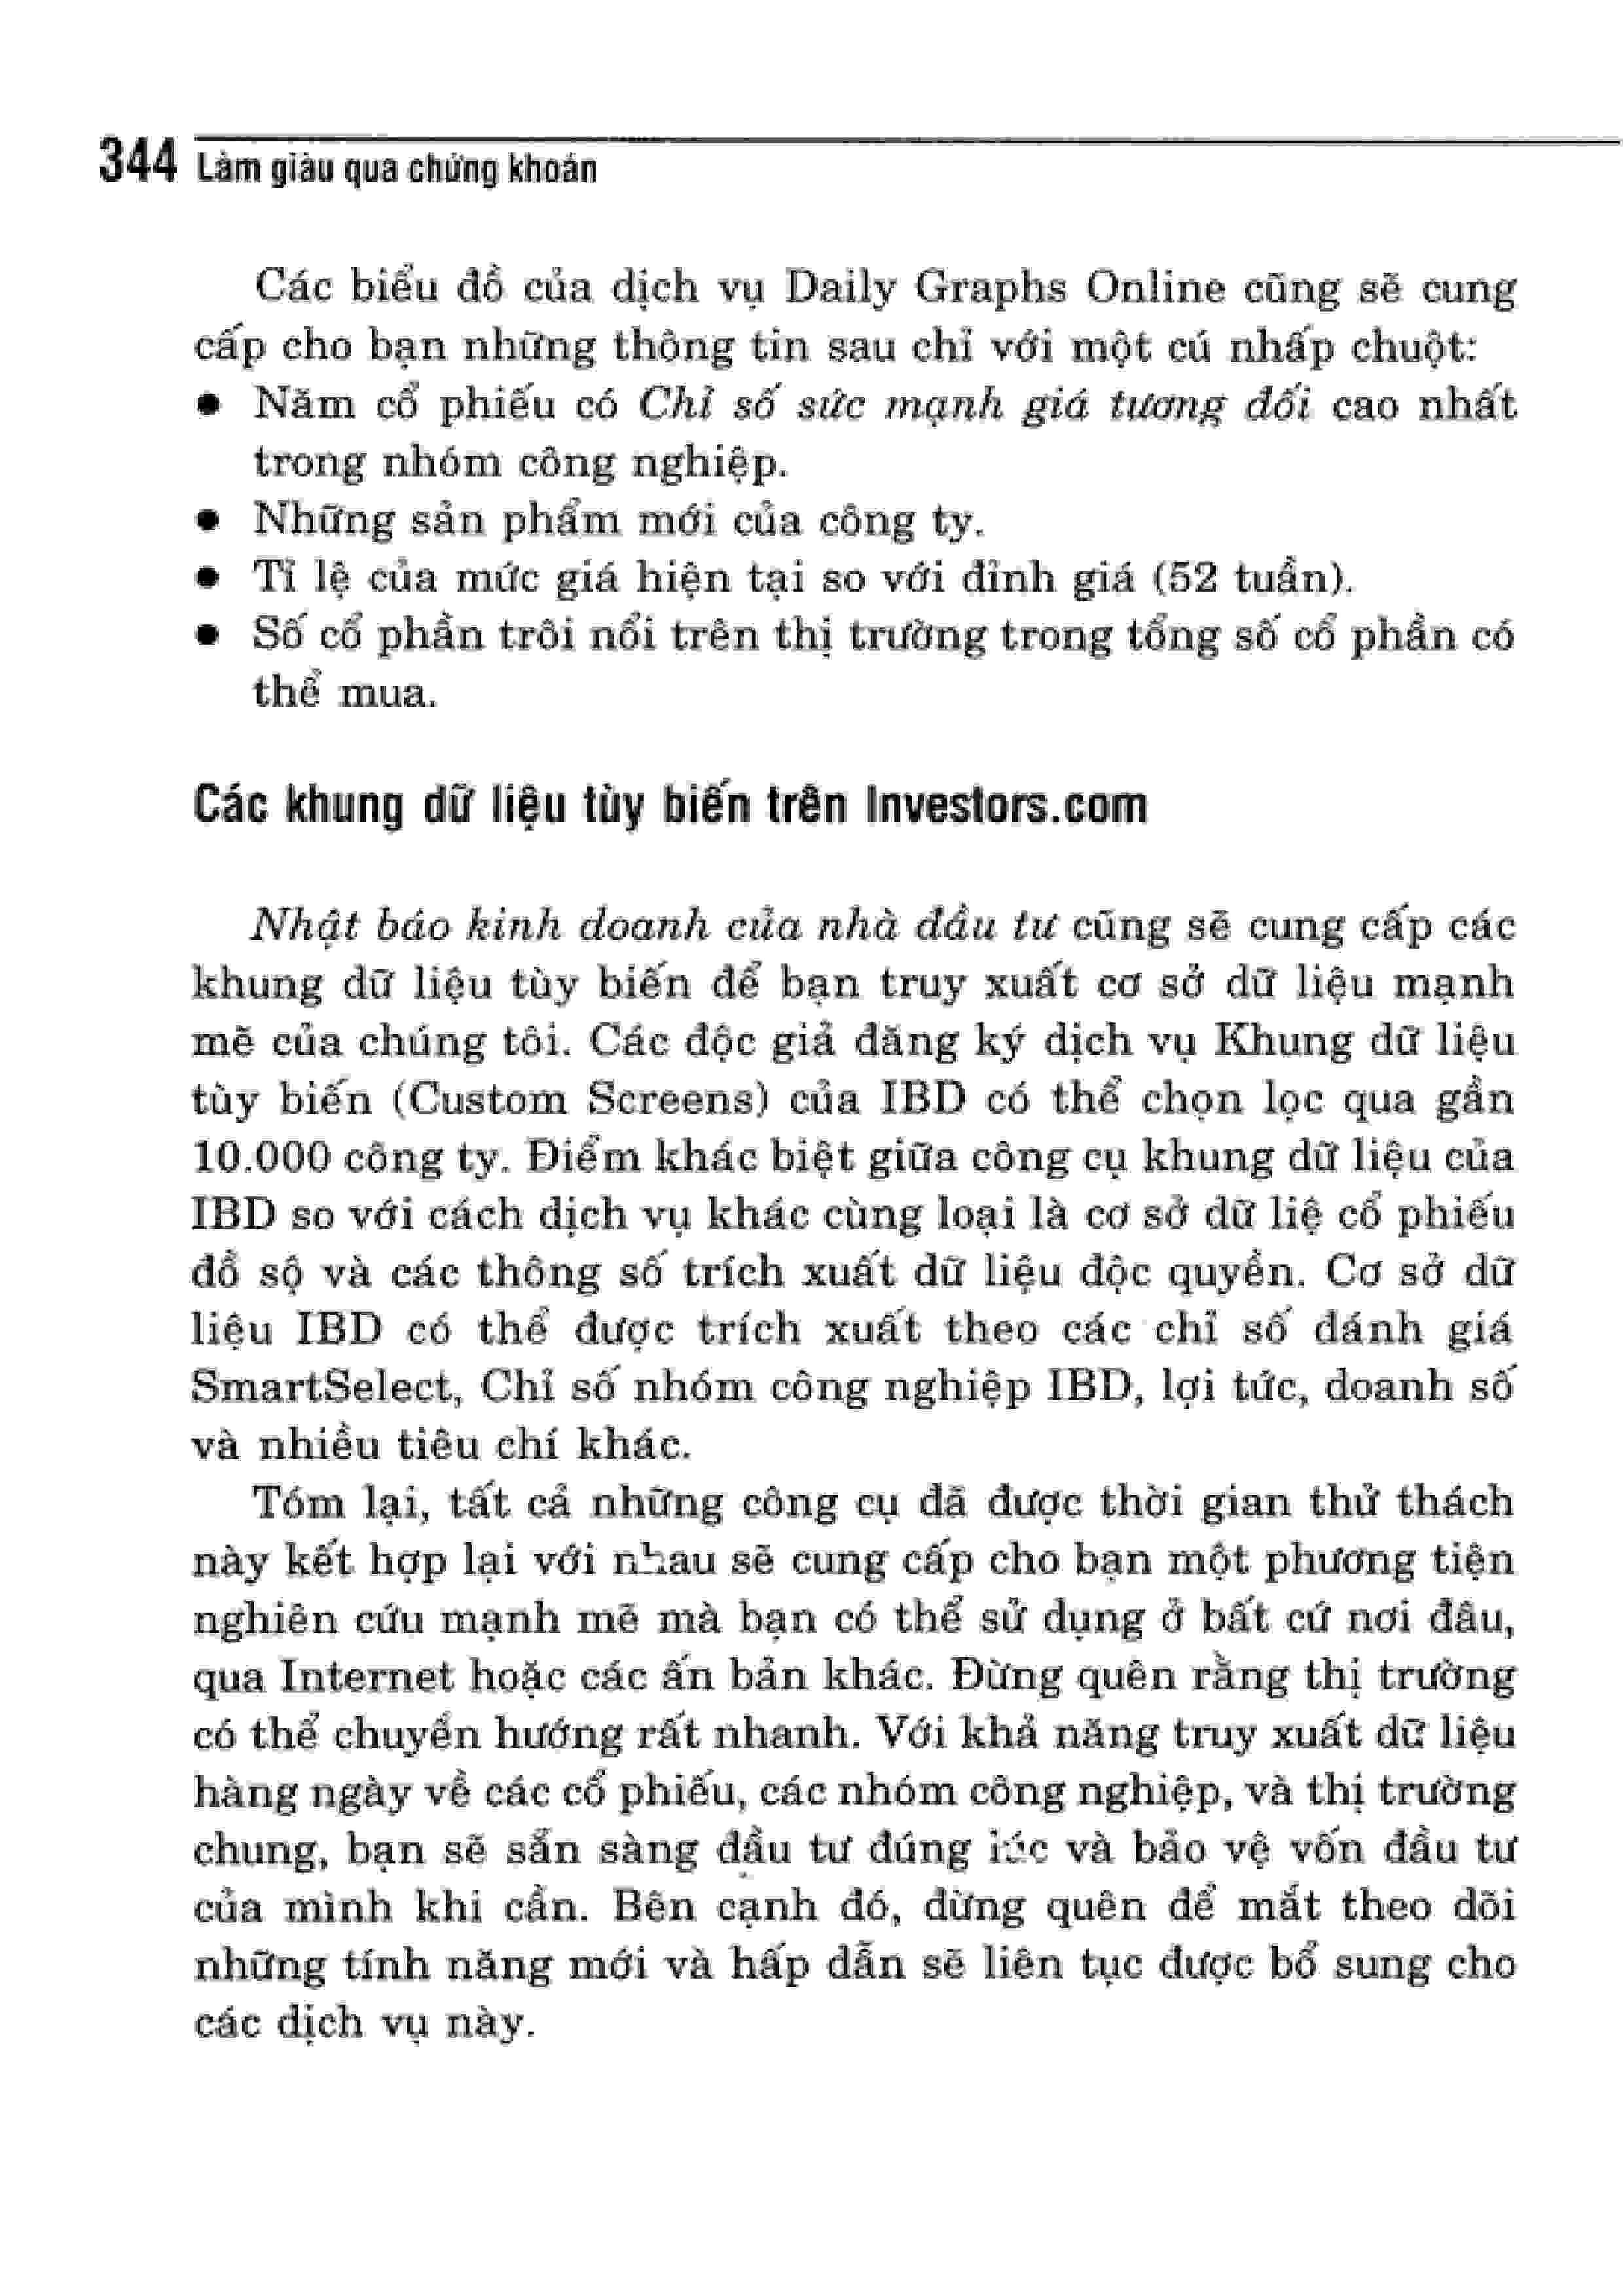 344 Làm giàu qua chứng khoán
Các biểu đồ của dịch vụ Daily Graphs Online cũng sẽ cung
cấp cho bạn những thông tin sau chỉ với một cú nhấp chuột:
● Năm cổ phiếu có Chỉ số sức mạnh giá tương đối cao nhất
trong nhóm công nghiệp.
● Những sản phẩm mới của công ty.
● Tỉ lệ của mức giá hiện tại so với đỉnh giá (52 tuần).
● Số cổ phần trôi nổi trên thị trường trong tổng số cổ phần có
thể mua.
Các khung dữ liệu tùy biến trên Investors.com
Nhật báo kinh doanh của nhà đầu tư cũng sẽ cung cấp các
khung dữ liệu tùy biến để bạn truy xuất cơ sở dữ liệu mạnh
mẽ của chúng tôi. Các độc giả đăng ký dịch vụ Khung dữ liệu
tùy biến (Custom Screens) của IBD có thể chọn lọc qua gần
10.000 công ty. Điểm khác biệt giữa công cụ khung dữ liệu của
IBD so với cách dịch vụ khác cùng loại là cơ sở dữ liệ cổ phiếu
đồ sộ và các thông số trích xuất dữ liệu độc quyền. Cơ sở dữ
liệu IBD có thể được trích xuất theo các chỉ số đánh giá
SmartSelect, Chỉ số nhóm công nghiệp IBD, lợi tức, doanh số
và nhiều tiêu chí khác.
Tóm lại, tất cả những công cụ đã được thời gian thử thách
này kết hợp lại với nhau sẽ cung cấp cho bạn một phương tiện
nghiên cứu mạnh mẽ mà bạn có thể sử dụng ở bất cứ nơi đâu,
qua Internet hoặc các ấn bản khác. Đừng quên rằng thị trường
có thể chuyển hướng rất nhanh. Với khả năng truy xuất dữ liệu
hàng ngày về các cổ phiếu, các nhóm công nghiệp, và thị trường
chung, bạn sẽ sẵn sàng đầu tư đúng lúc và bảo vệ vốn đầu tư
của mình khi cần. Bên cạnh đó, đừng quên để mắt theo dõi
những tính năng mới và hấp dẫn sẽ liên tục được bổ sung cho
các dịch vụ này.